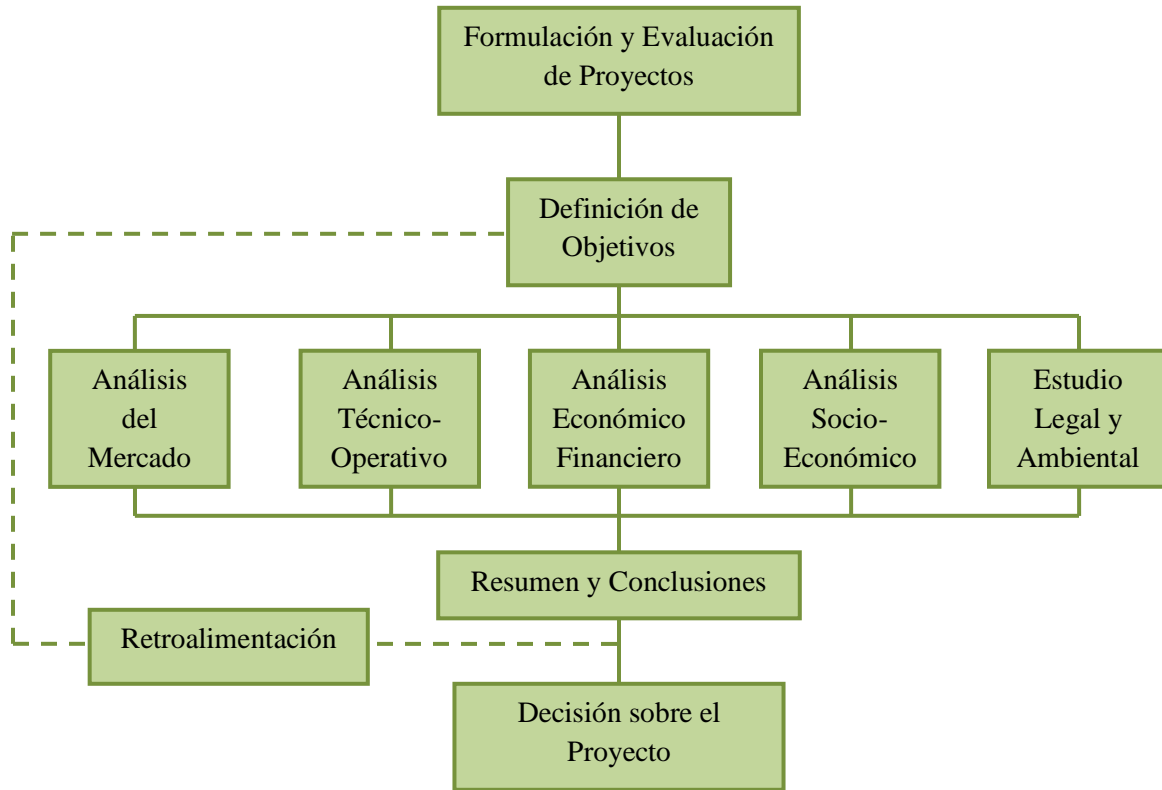 Formulación y Evaluación
de Proyectos
Definición de
Objetivos
Análisis
del
Mercado
Análisis
Técnico-
Operativo
Análisis
Económico
Financiero
Análisis
Socio-
Económico
Estudio
Legal y
Ambiental
Resumen y Conclusiones
Retroalimentación
Decisión sobre el
Proyecto